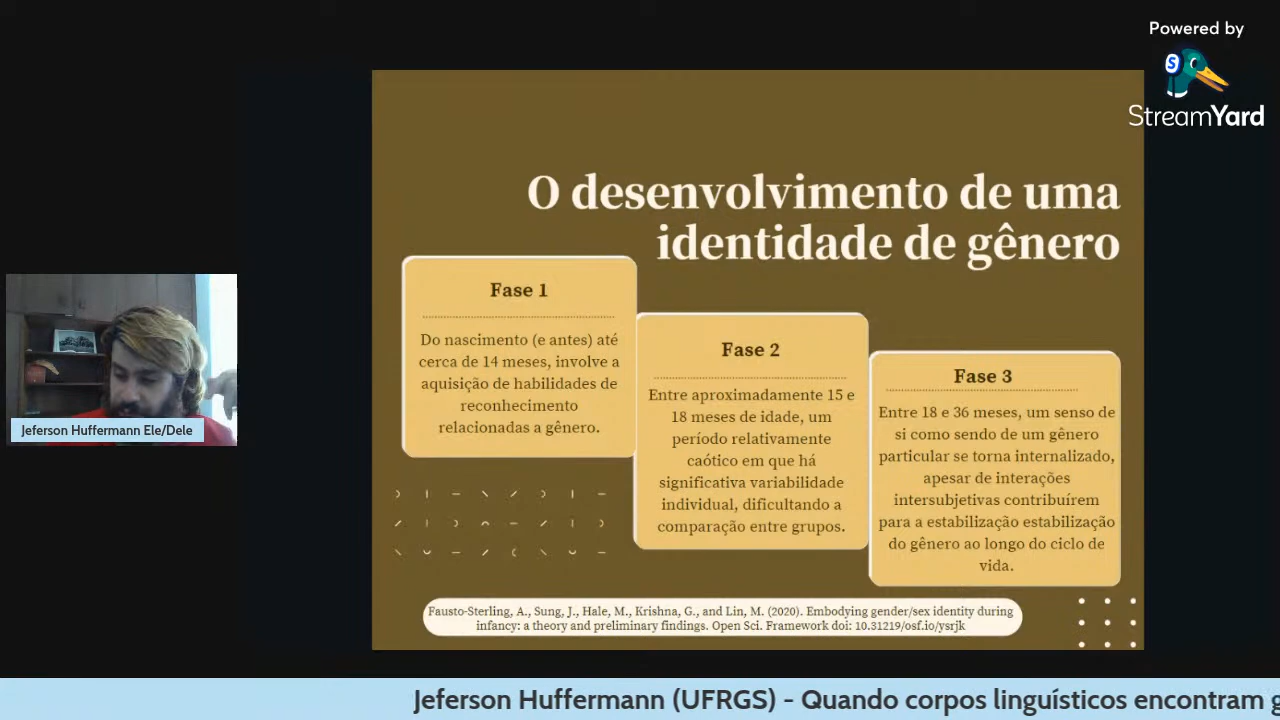 Powered by
StreamYard
O desenvolvimento de uma
identidade de gênero
Fase 1
Do nascimento (e antes) até
cerca de 14 meses, involve a
aquisição de habilidades de
reconhecimento
relacionadas a gênero.
Fase 2
Entre aproximadamente 15 e
18 meses de idade, um
período relativamente
caótico em que há
significativa variabilidade
individual, dificultando a
comparação entre grupos.
Fase 3
Entre 18 e 36 meses, um senso de
si como sendo de um gênero
particular se torna internalizado,
apesar de interações
intersubjetivas contribuírem
para a estabilização estabilização
do gênero ao longo do ciclo de
vida.
Fausto-Sterling, A., Sung, J., Hale, M., Krishna, G., and Lin, M. (2020). Embodying gender/sex identity during
infancy: a theory and preliminary findings. Open Sci. Framework doi: 10.31219/osf.io/ysrjk
Jeferson Huffermann Ele/Dele
Jeferson Huffermann (UFRGS) - Quando corpos linguísticos encontram g